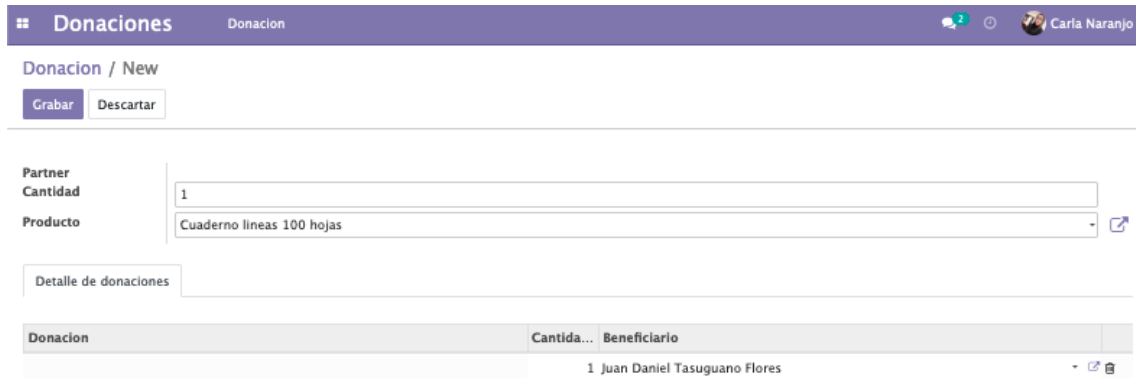 Donaciones Donacion 2 Carla Naranjo
Donacion / New
Grabar Descartar
Partner
Cantidad 1
Producto Cuaderno lineas 100 hojas
Detalle de donaciones
Donacion Cantida... Beneficiario
1 Juan Daniel Tasuguano Flores